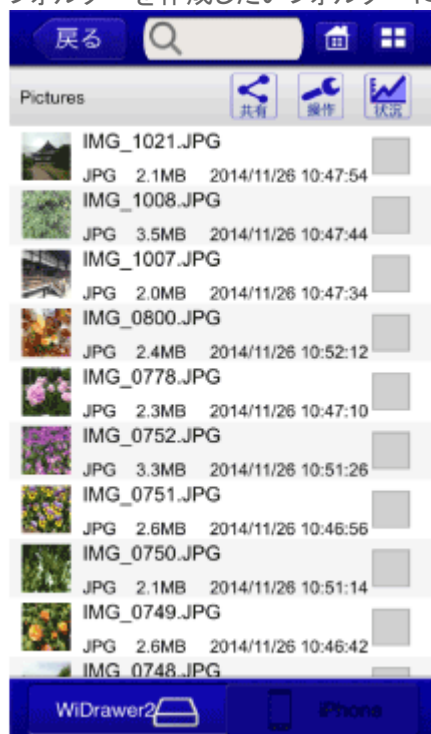 フォルダーを作成したいフォルダーに
戻る
Pictures
共有 操作 状況
IMG_1021.JPG
JPG 2.1MB 2014/11/26 10:47:54
IMG_1008.JPG
JPG 3.5MB 2014/11/26 10:47:44
IMG_1007.JPG
JPG 2.0MB 2014/11/26 10:47:34
IMG_0800.JPG
JPG 2.4MB 2014/11/26 10:52:12
IMG_0778.JPG
JPG 2.3MB 2014/11/26 10:47:10
IMG_0752.JPG
JPG 3.3MB 2014/11/26 10:51:26
IMG_0751.JPG
JPG 2.6MB 2014/11/26 10:46:56
IMG_0750.JPG
JPG 2.1MB 2014/11/26 10:51:14
IMG_0749.JPG
JPG 2.6MB 2014/11/26 10:46:42
IMG_0748.JPG
WiDrawer2 iPhone